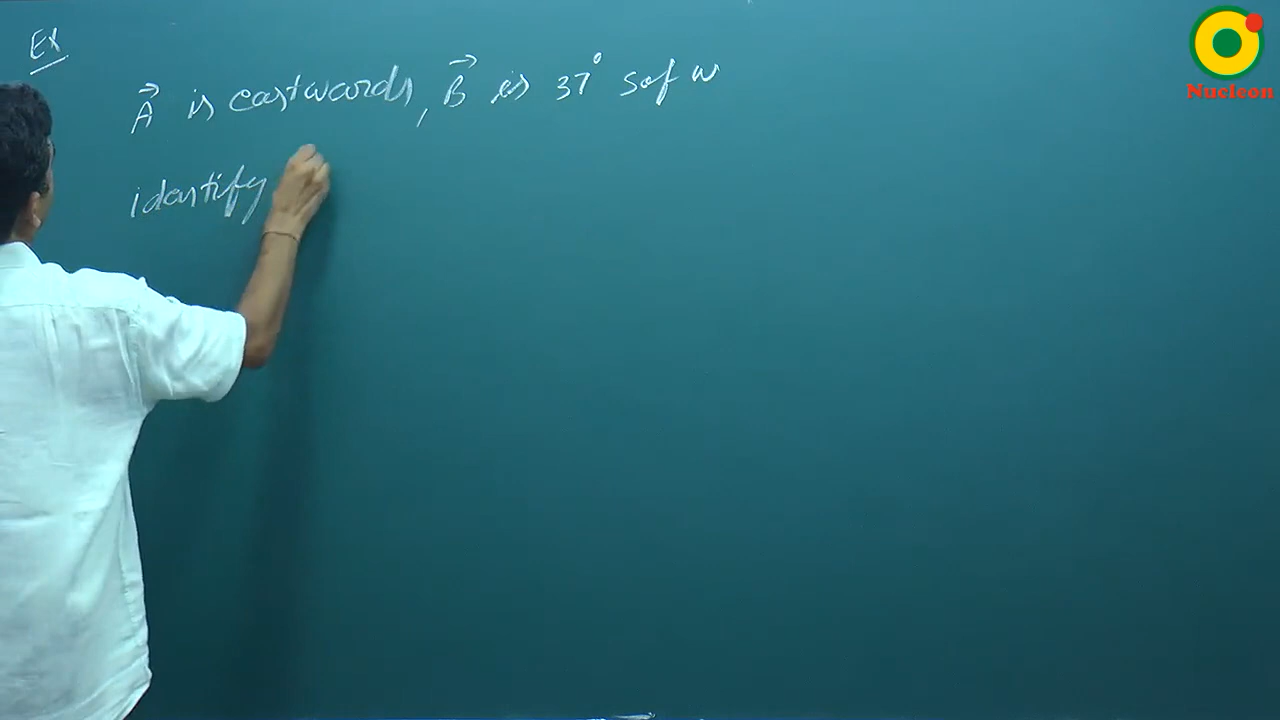 Ex
A⃗ is eastwards, B⃗ is 37° S of W
identify
Nucleon